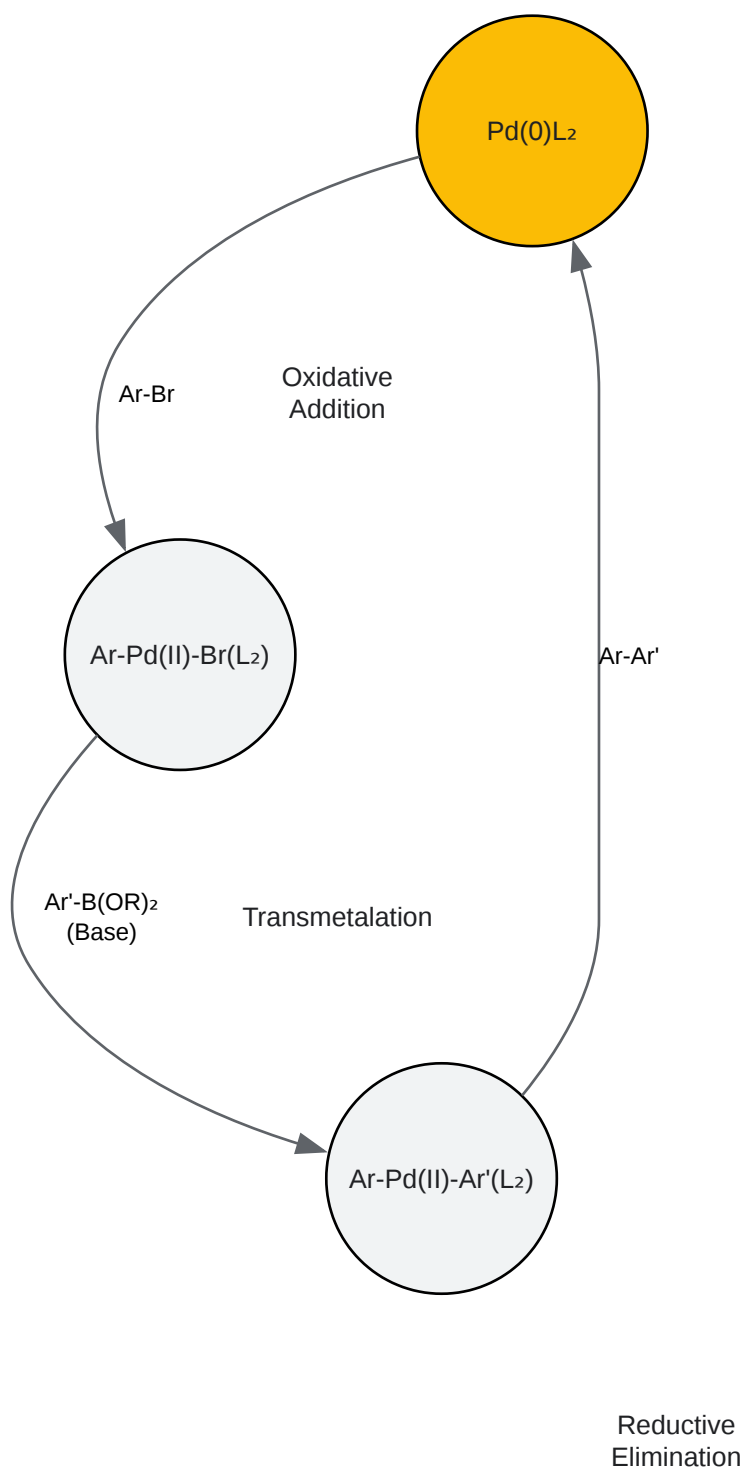 Pd(0)L₂
Ar-Br
Oxidative
Addition
Ar-Pd(II)-Br(L₂)
Ar-Ar'
Ar'-B(OR)₂
(Base)
Transmetalation
Ar-Pd(II)-Ar'(L₂)
Reductive
Elimination